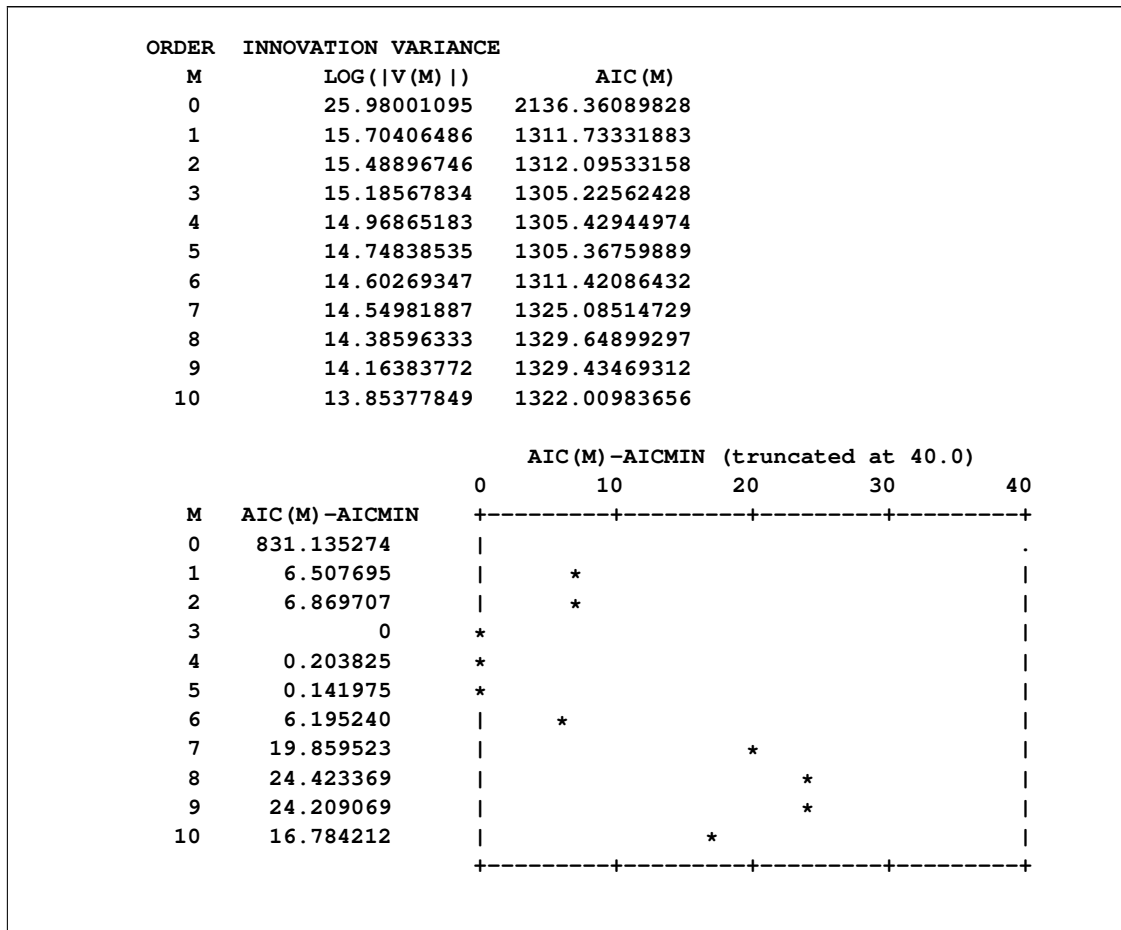 ORDER  INNOVATION VARIANCE
M          LOG(|V(M)|)        AIC(M)
0          25.98001095   2136.36089828
1          15.70406486   1311.73331883
2          15.48896746   1312.09533158
3          15.18567834   1305.22562428
4          14.96865183   1305.42944974
5          14.74838535   1305.36759889
6          14.60269347   1311.42086432
7          14.54981887   1325.08514729
8          14.38596333   1329.64899297
9          14.16383772   1329.43469312
10          13.85377849   1322.00983656
AIC(M)-AICMIN (truncated at 40.0)
0         10        20        30        40
M   AIC(M)-AICMIN    +---------+---------+---------+---------+
0    831.135274      |                                       .
1      6.507695      |      *                                |
2      6.869707      |      *                                |
3             0      *                                       |
4      0.203825      *                                       |
5      0.141975      *                                       |
6      6.195240      |     *                                 |
7     19.859523      |                   *                   |
8     24.423369      |                       *               |
9     24.209069      |                       *               |
10     16.784212      |                *                      |
+---------+---------+---------+---------+